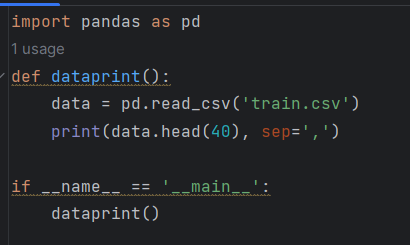 import pandas as pd
1 usage
def dataprint():
    data = pd.read_csv('train.csv')
    print(data.head(40), sep=',')
if __name__ == '__main__':
    dataprint()